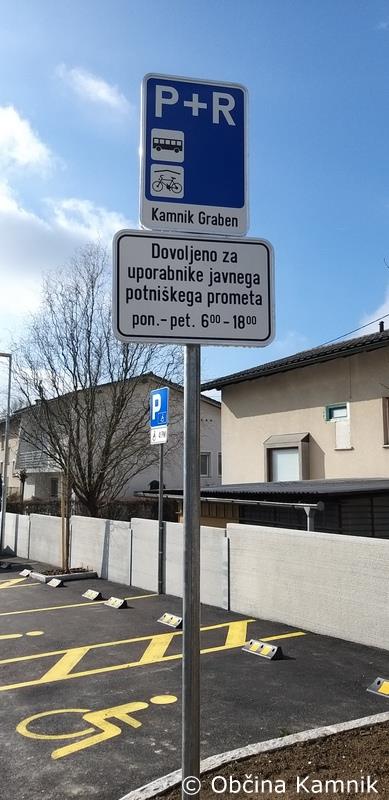 P+R
Kamnik Graben
Dovoljeno za
uporabnike javnega
potniškega prometa
pon.- pet. 6⁰⁰ - 18⁰⁰
P
© Občina Kamnik